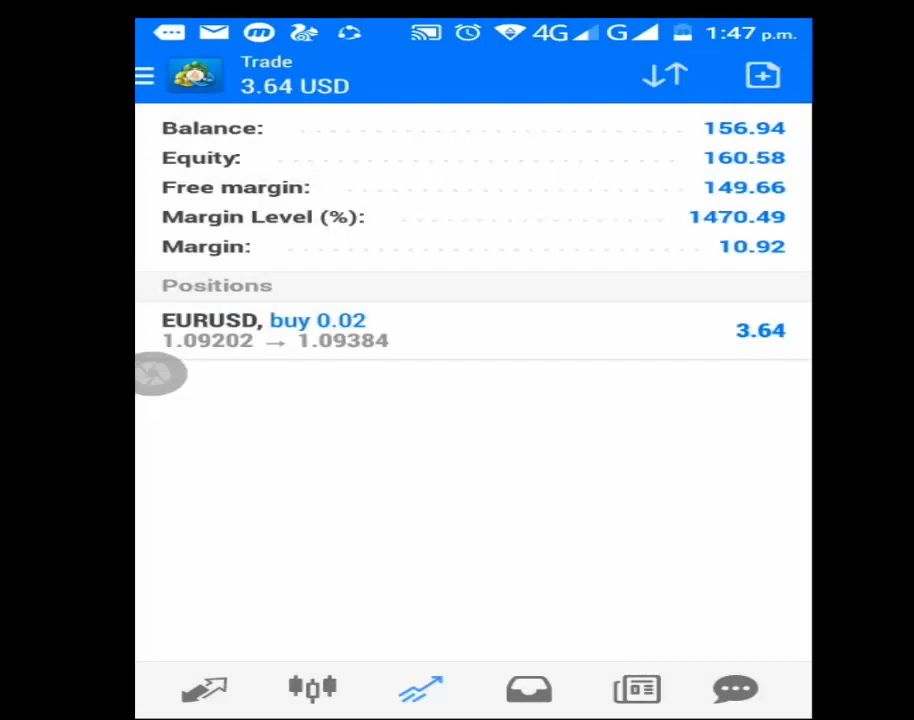 4G G 1:47 p.m.
Trade
3.64 USD
Balance: 156.94
Equity: 160.58
Free margin: 149.66
Margin Level (%): 1470.49
Margin: 10.92
Positions
EURUSD, buy 0.02
1.09202 → 1.09384 3.64